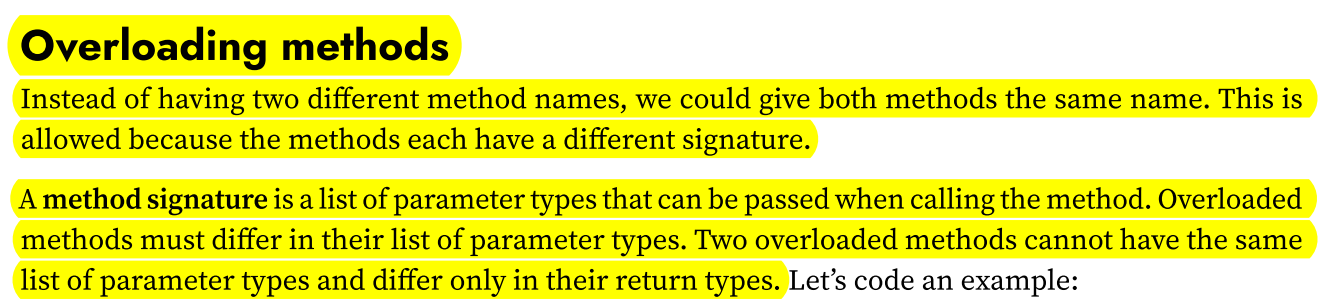 Overloading methods
Instead of having two different method names, we could give both methods the same name. This is
allowed because the methods each have a different signature.
A method signature is a list of parameter types that can be passed when calling the method. Overloaded
methods must differ in their list of parameter types. Two overloaded methods cannot have the same
list of parameter types and differ only in their return types. Let’s code an example: